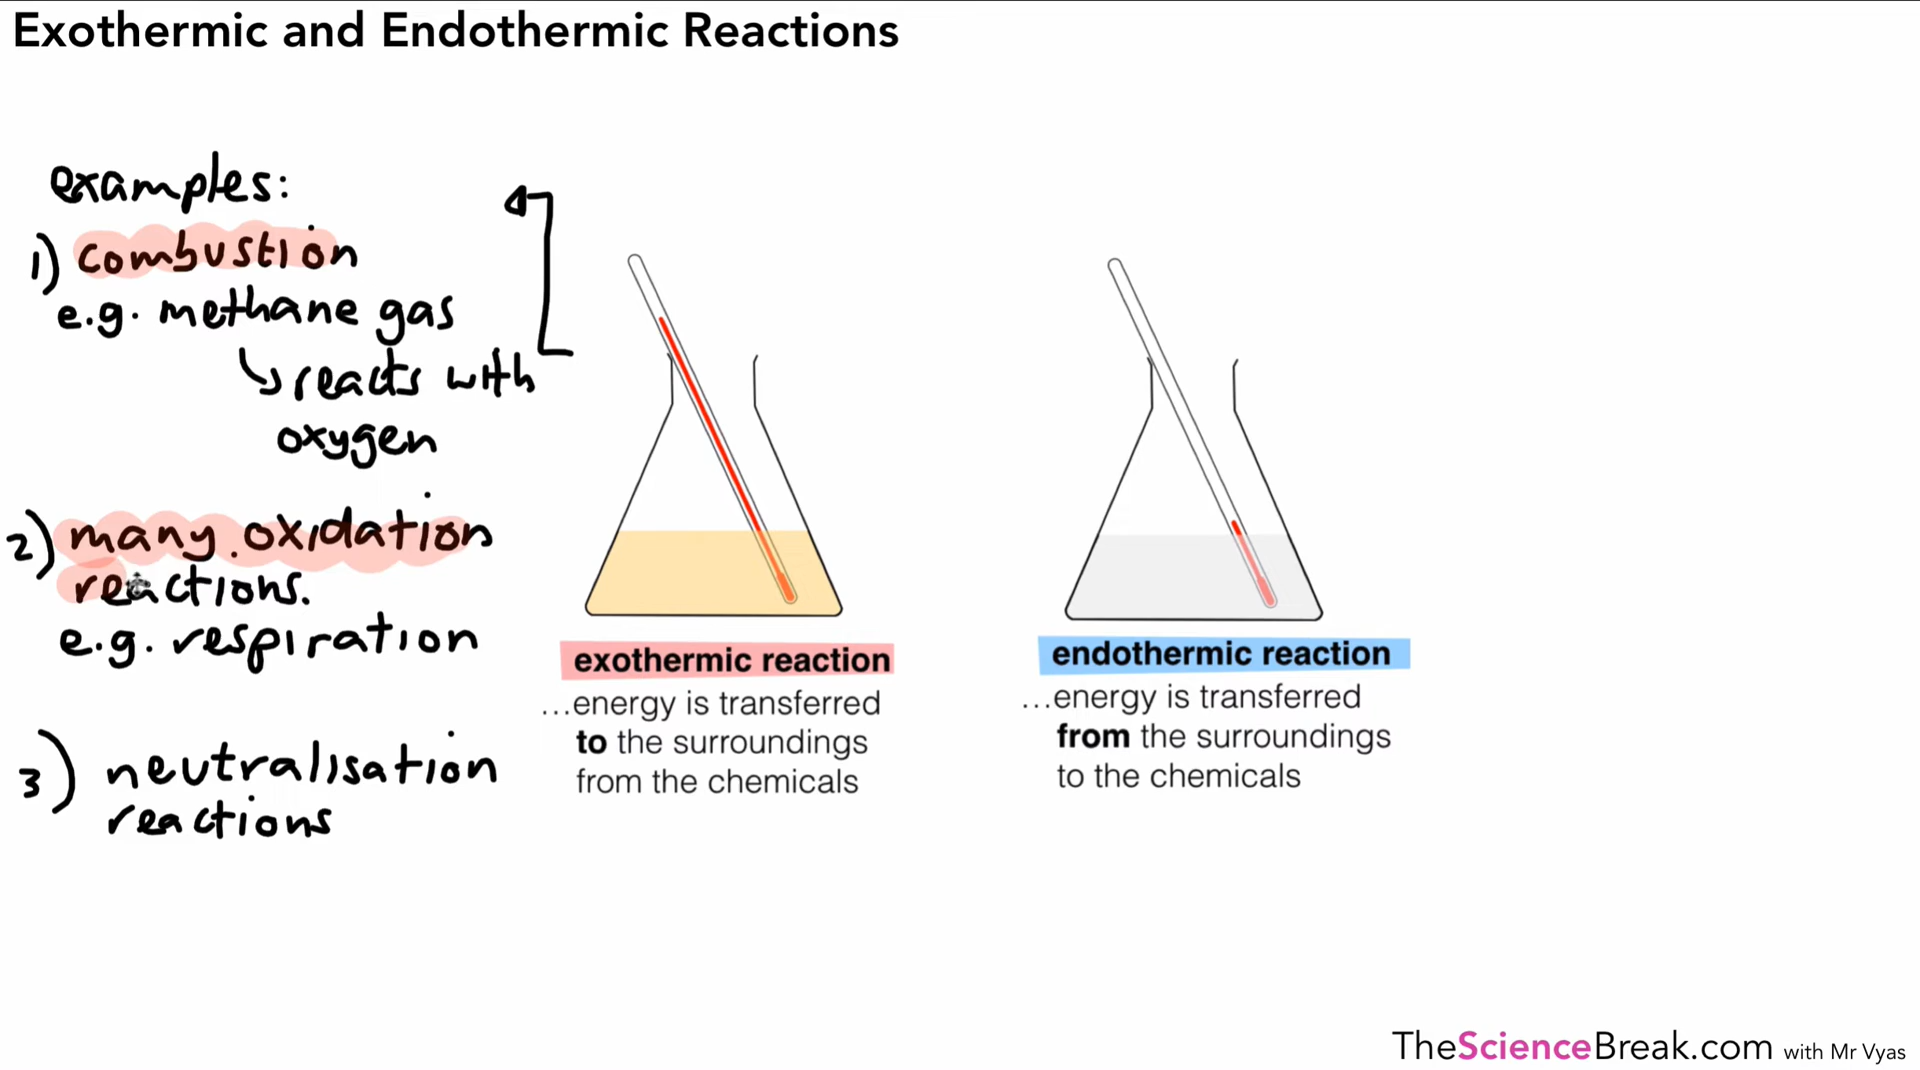 Exothermic and Endothermic Reactions
examples:
1) combustion
e.g. methane gas
↳ reacts with
oxygen
2) many oxidation
reactions.
e.g. respiration
3) neutralisation
reactions
exothermic reaction
...energy is transferred
to the surroundings
from the chemicals
endothermic reaction
...energy is transferred
from the surroundings
to the chemicals
TheScienceBreak.com with Mr Vyas